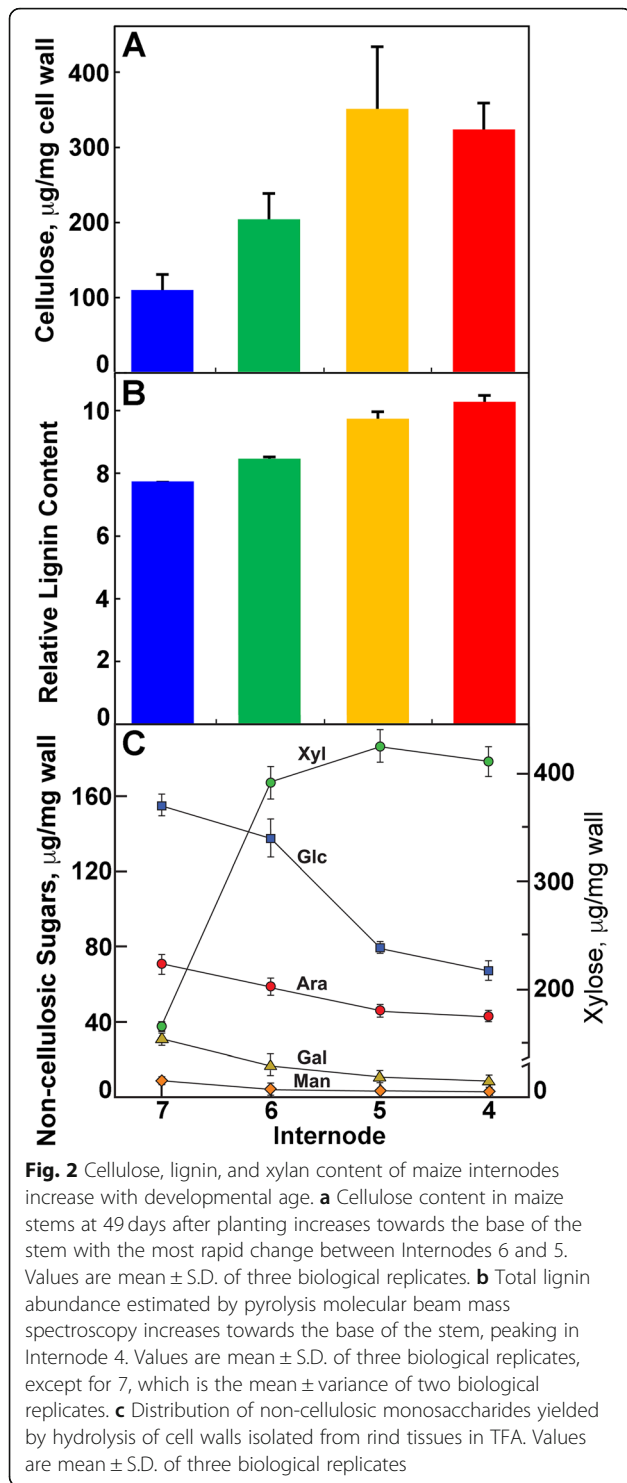 A
Cellulose, µg/mg cell wall
400
300
200
100
0
B
Relative Lignin Content
10
8
6
4
2
0
C
Non-cellulosic Sugars, µg/mg wall
160
120
80
40
0
Xyl
Glc
Ara
Gal
Man
400
300
200
0
Xylose, µg/mg wall
7 6 5 4
Internode
Fig. 2 Cellulose, lignin, and xylan content of maize internodes
increase with developmental age. a Cellulose content in maize
stems at 49 days after planting increases towards the base of the
stem with the most rapid change between Internodes 6 and 5.
Values are mean ± S.D. of three biological replicates. b Total lignin
abundance estimated by pyrolysis molecular beam mass
spectroscopy increases towards the base of the stem, peaking in
Internode 4. Values are mean ± S.D. of three biological replicates,
except for 7, which is the mean ± variance of two biological
replicates. c Distribution of non-cellulosic monosaccharides yielded
by hydrolysis of cell walls isolated from rind tissues in TFA. Values
are mean ± S.D. of three biological replicates